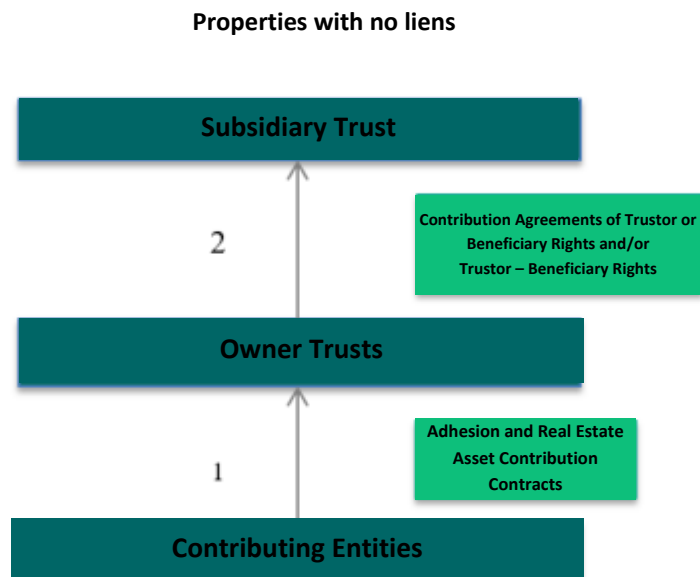 Properties with no liens
Subsidiary Trust
2
Contribution Agreements of Trustor or
Beneficiary Rights and/or
Trustor – Beneficiary Rights
Owner Trusts
1
Adhesion and Real Estate
Asset Contribution
Contracts
Contributing Entities